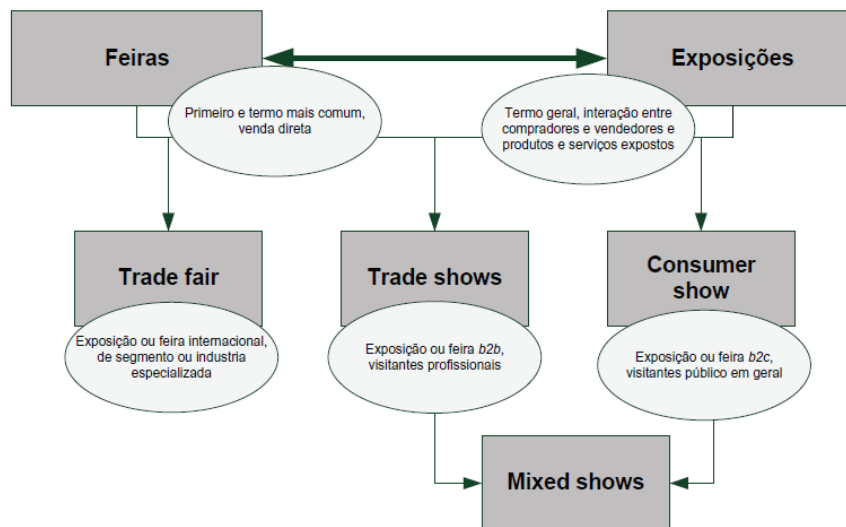 Feiras
Exposições
Primeiro e termo mais comum,
venda direta
Termo geral, interação entre
compradores e vendedores e
produtos e serviços expostos
Trade fair
Trade shows
Consumer
show
Exposição ou feira internacional,
de segmento ou industria
especializada
Exposição ou feira b2b,
visitantes profissionais
Exposição ou feira b2c,
visitantes público em geral
Mixed shows